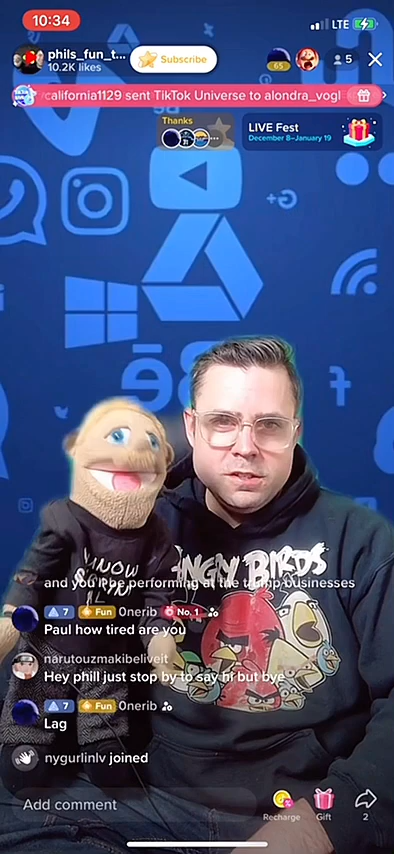 10:34
LTE
phils_fun_t...
10.2K likes
Subscribe
65
5
/california1129 sent TikTok Universe to alondra_vogl
Thanks
LIVE Fest
December 8–January 19
G+
Bē
f
ANGRY BIRDS
and you'll be performing at the trump businesses
7 Fun 0nerib No. 1
Paul how tired are you
narutouzmakibeliveit
Hey phill just stop by to say hi but bye
7 Fun 0nerib
Lag
nygurlinlv joined
Add comment
Recharge
Gift
2